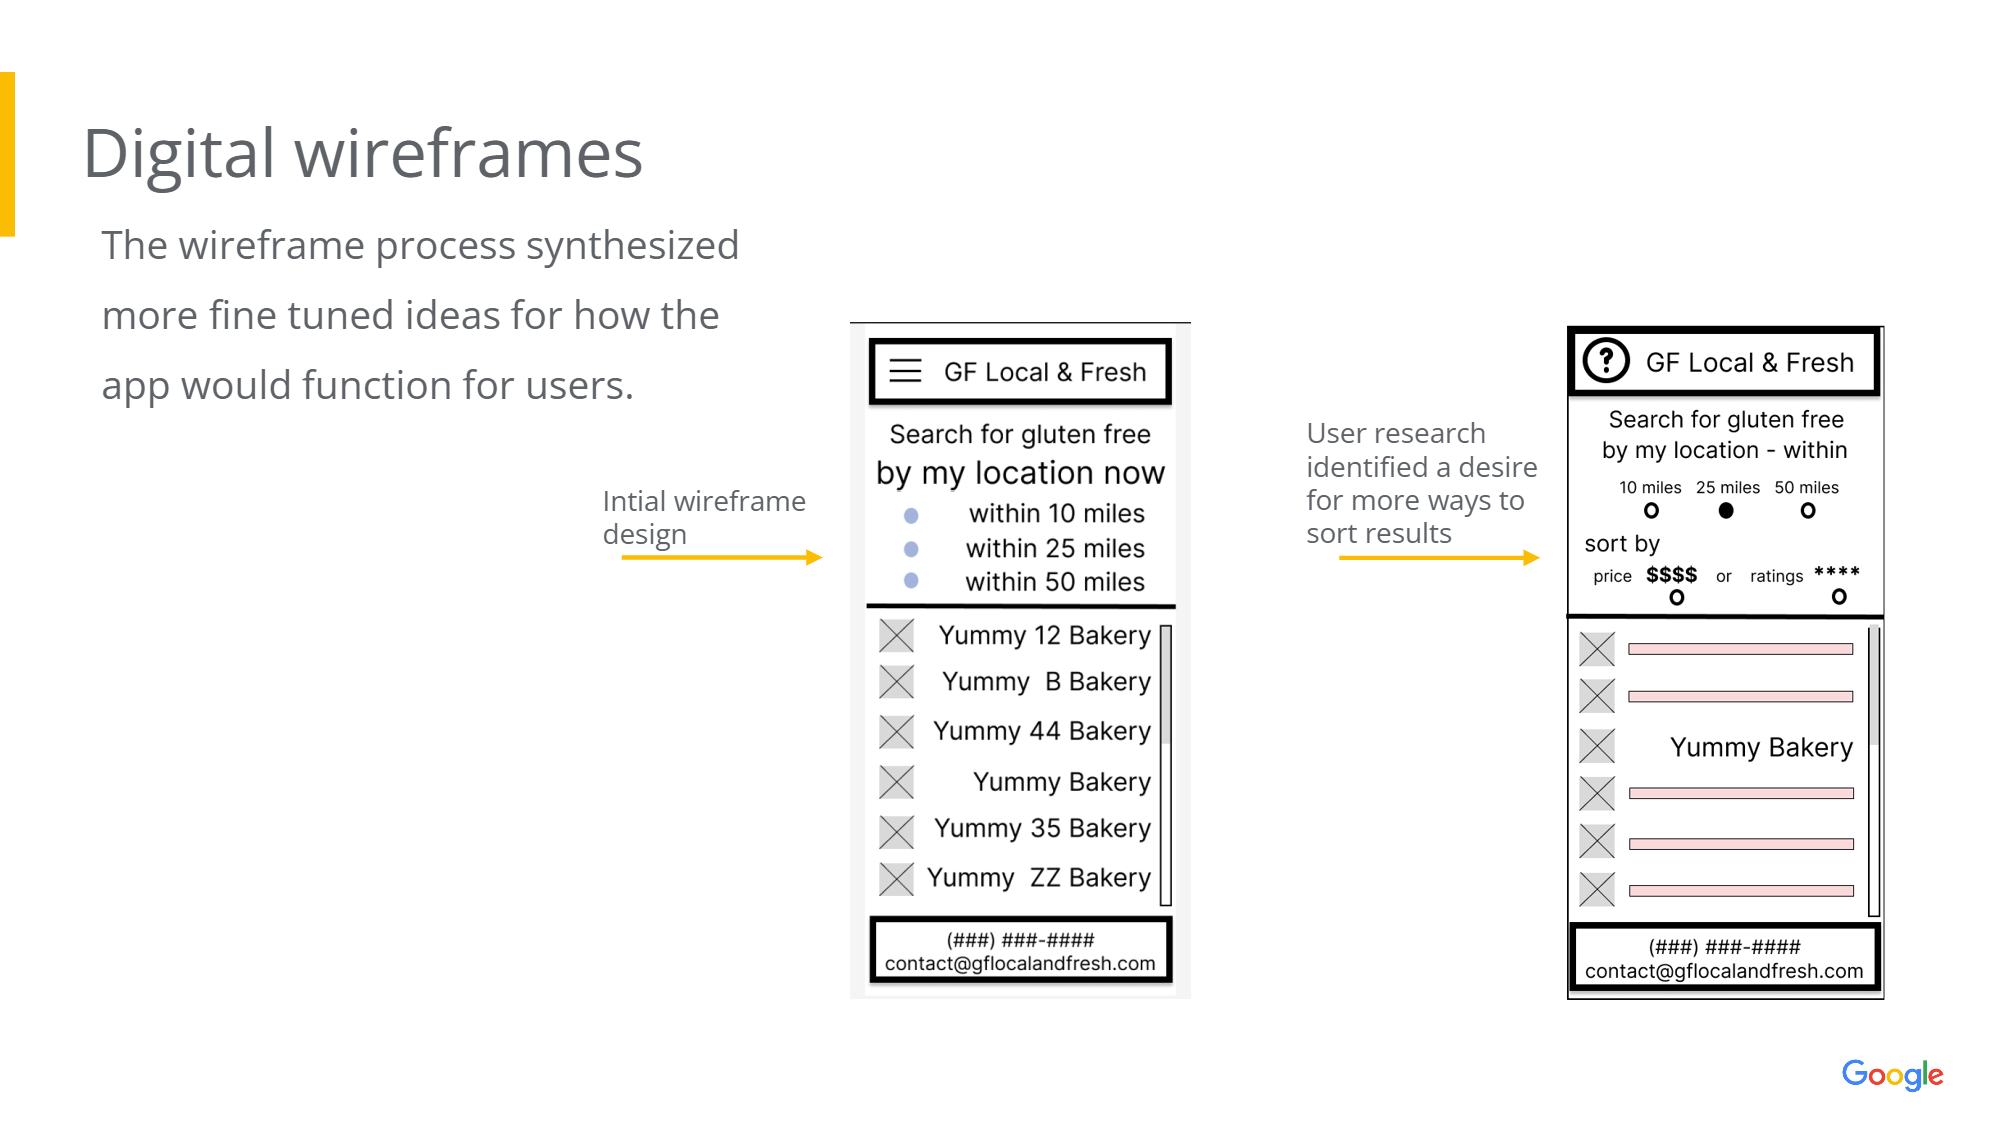 Digital wireframes
The wireframe process synthesized
more fine tuned ideas for how the
app would function for users.
Intial wireframe
design
GF Local & Fresh
Search for gluten free
by my location now
within 10 miles
within 25 miles
within 50 miles
Yummy 12 Bakery
Yummy B Bakery
Yummy 44 Bakery
Yummy Bakery
Yummy 35 Bakery
Yummy ZZ Bakery
(###) ###-####
contact@gflocalandfresh.com
User research
identified a desire
for more ways to
sort results
? GF Local & Fresh
Search for gluten free
by my location - within
10 miles 25 miles 50 miles
sort by
price $$$$ or ratings ****
Yummy Bakery
(###) ###-####
contact@gflocalandfresh.com
Google